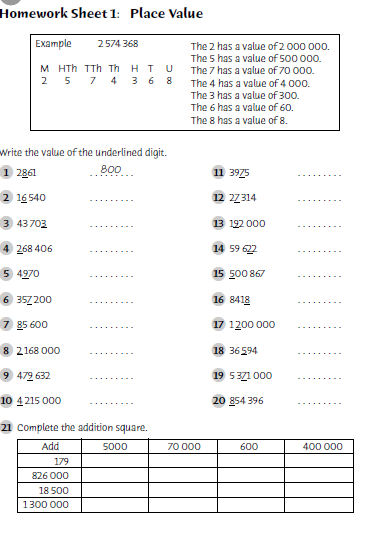 Homework Sheet 1: Place Value
Example 2 574 368
M HTh TTh Th H T U
2 5 7 4 3 6 8
The 2 has a value of 2 000 000.
The 5 has a value of 500 000.
The 7 has a value of 70 000.
The 4 has a value of 4 000.
The 3 has a value of 300.
The 6 has a value of 60.
The 8 has a value of 8.
Write the value of the underlined digit.
1 2861 800
2 16 540 .........
3 43 703 .........
4 268 406 .........
5 4970 .........
6 357 200 .........
7 85 600 .........
8 2 168 000 .........
9 479 632 .........
10 4 215 000 .........
11 3975 .........
12 27 314 .........
13 192 000 .........
14 59 622 .........
15 500 867 .........
16 8418 .........
17 1 200 000 .........
18 36 594 .........
19 5 371 000 .........
20 854 396 .........
21 Complete the addition square.
Add 5000 70 000 600 400 000
179
826 000
18 500
1 300 000